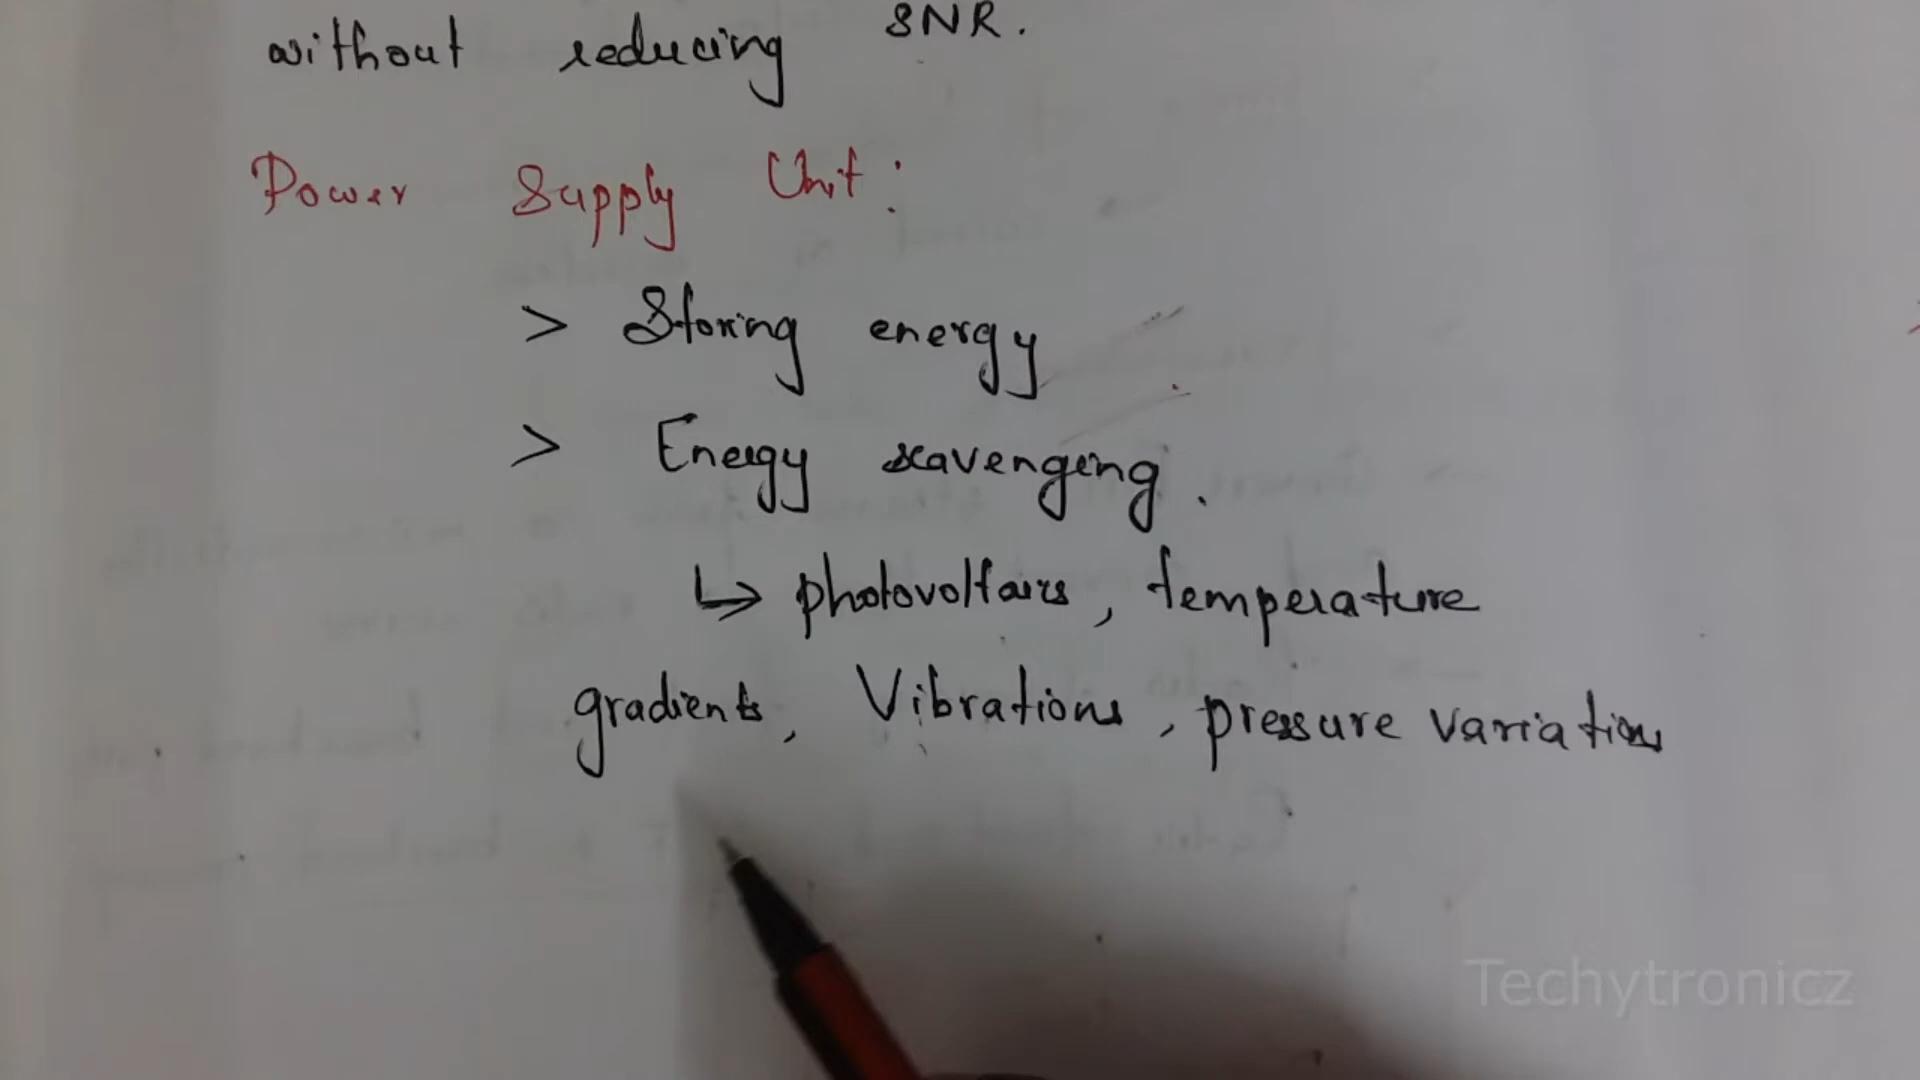 without reducing SNR.
Power Supply Unit:
> Storing energy
> Energy scavenging.
↳ photovoltaics, temperature
gradients, Vibrations, pressure variations
Techytronicz